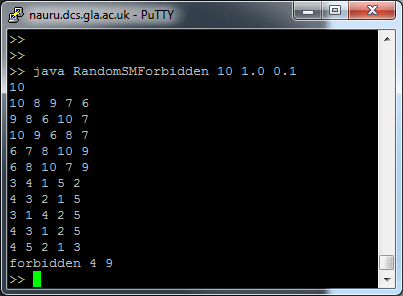 nauru.dcs.gla.ac.uk - PuTTY
>>
>>
>> java RandomSMForbidden 10 1.0 0.1
10
10 8 9 7 6
9 8 6 10 7
10 9 6 8 7
6 7 8 10 9
6 8 10 7 9
3 4 1 5 2
4 3 2 1 5
3 1 4 2 5
4 3 1 2 5
4 5 2 1 3
forbidden 4 9
>>